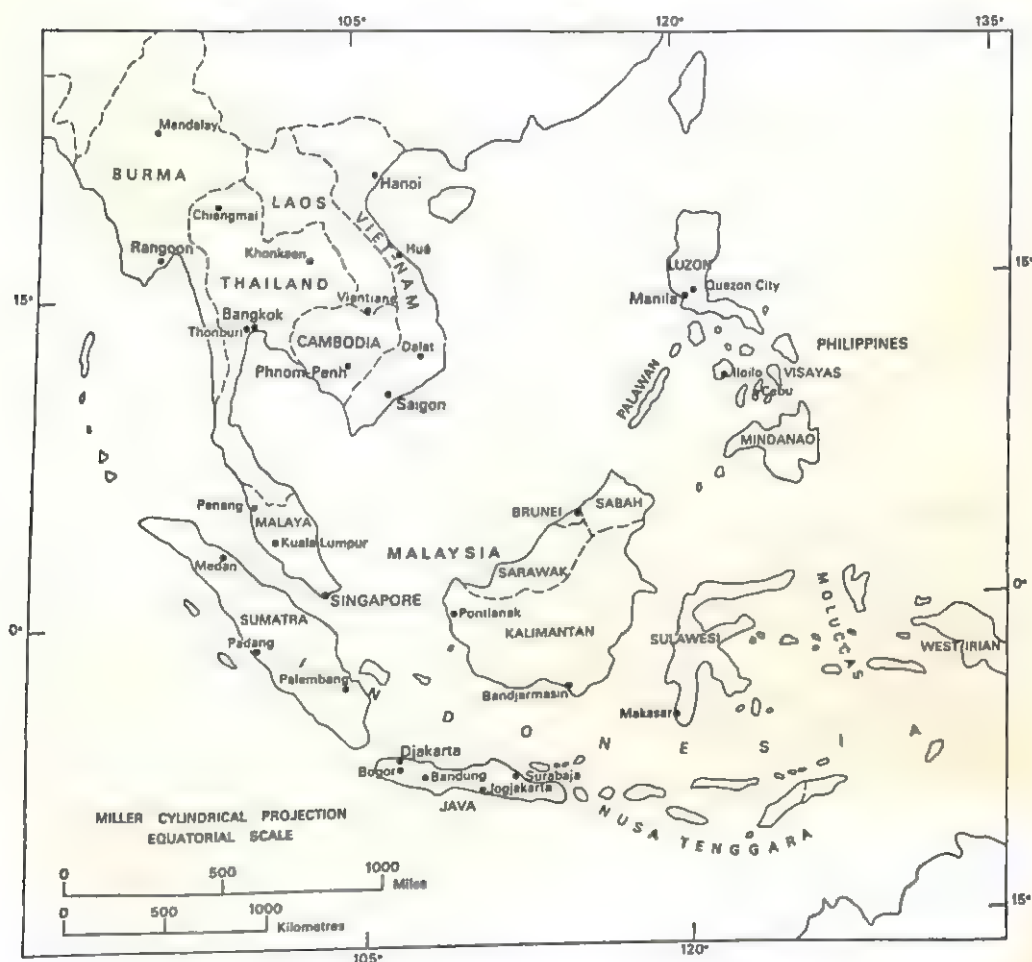 105°
120°
135°
Mandalay
BURMA
Hanoi
LAOS
Chiangmai
VIETNAM
Rangoon
Khonkaen
Hué
LUZON
15°
THAILAND
Quezon City
Manila
15°
Vientiane
Bangkok
Thonburi
CAMBODIA
Dalat
PHILIPPINES
Phnom-Penh
Iloilo
VISAYAS
Cebu
PALAWAN
Saigon
MINDANAO
Penang
BRUNEI
SABAH
MALAYA
Kuala Lumpur
MALAYSIA
Medan
SARAWAK
MOLUCCAS
0°
SINGAPORE
Pontianak
SUMATRA
KALIMANTAN
0°
SULAWESI
WEST IRIAN
Padang
Palembang
Bandjarmasin
Makasar
INDONESIA
Djakarta
Bogor
Bandung
Surabaja
Jogjakarta
JAVA
NUSA TENGGARA
MILLER CYLINDRICAL PROJECTION
EQUATORIAL SCALE
0 500 1000
Miles
0 500 1000
Kilometres
15°
105°
120°